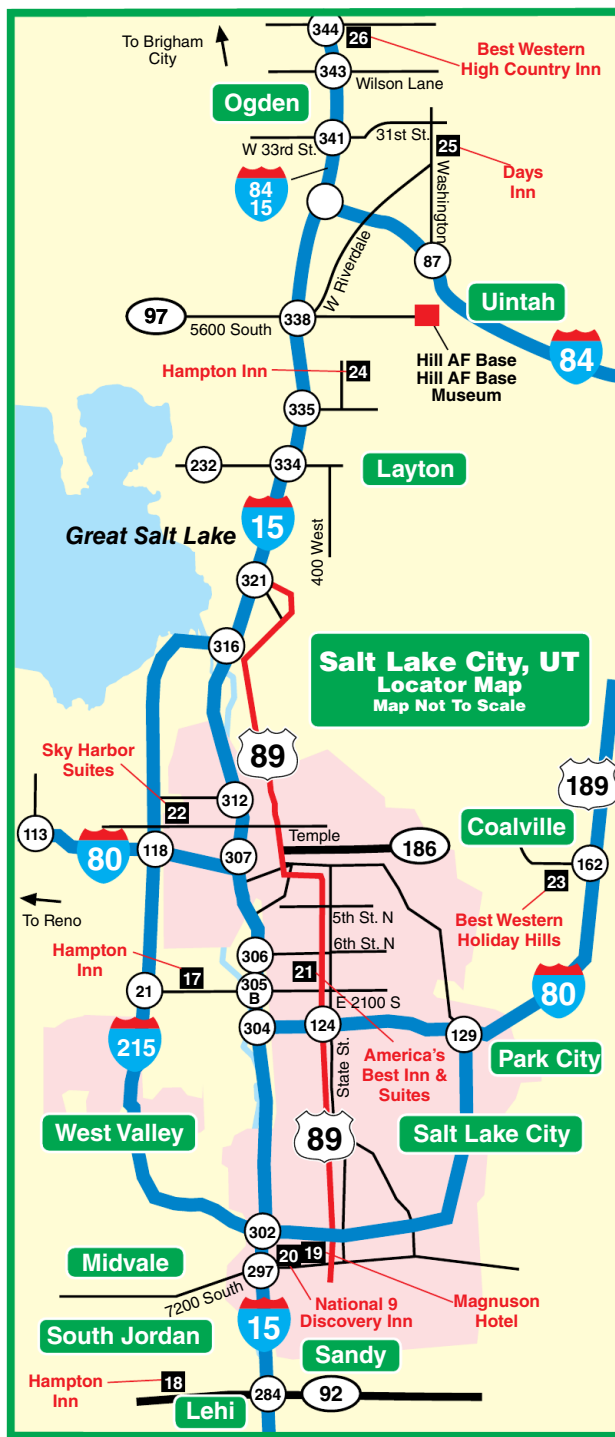 344
26
To Brigham
City
Best Western
High Country Inn
343
Wilson Lane
Ogden
341
31st St.
W 33rd St.
25
Washington
Days
Inn
84
15
W Riverdale
87
Uintah
97
5600 South
338
84
Hill AF Base
Hill AF Base
Museum
Hampton Inn
24
335
232
334
Layton
400 West
15
Great Salt Lake
321
316
Salt Lake City, UT
Locator Map
Map Not To Scale
89
189
Sky Harbor
Suites
22
312
113
80
118
Temple
307
186
Coalville
162
23
To Reno
5th St. N
Best Western
Holiday Hills
6th St. N
306
Hampton
Inn
17
21
21
305
B
E 2100 S
80
304
124
129
215
State St.
America's
Best Inn &
Suites
Park City
West Valley
89
Salt Lake City
302
Midvale
297
20
19
7200 South
National 9
Discovery Inn
Magnuson
Hotel
South Jordan
15
Sandy
Hampton
Inn
18
284
92
Lehi